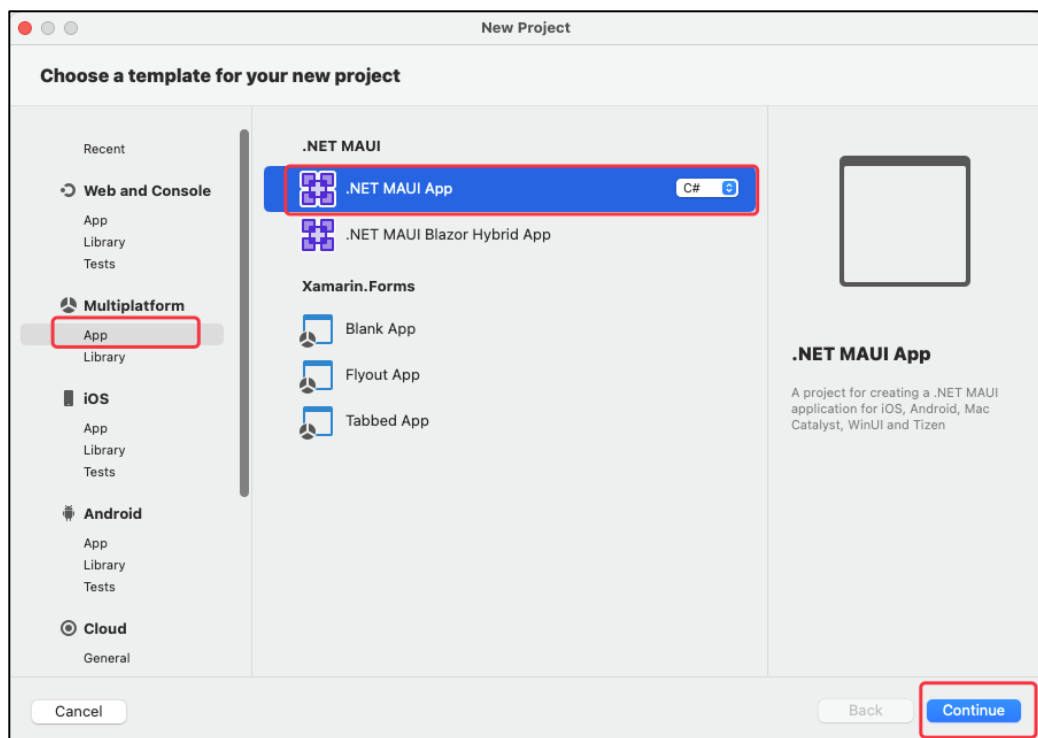 New Project
Choose a template for your new project
Recent
Web and Console
App
Library
Tests
Multiplatform
App
Library
iOS
App
Library
Tests
Android
App
Library
Tests
Cloud
General
.NET MAUI
.NET MAUI App
C#
.NET MAUI Blazor Hybrid App
Xamarin.Forms
Blank App
Flyout App
Tabbed App
.NET MAUI App
A project for creating a .NET MAUI
application for iOS, Android, Mac
Catalyst, WinUI and Tizen
Cancel
Back
Continue